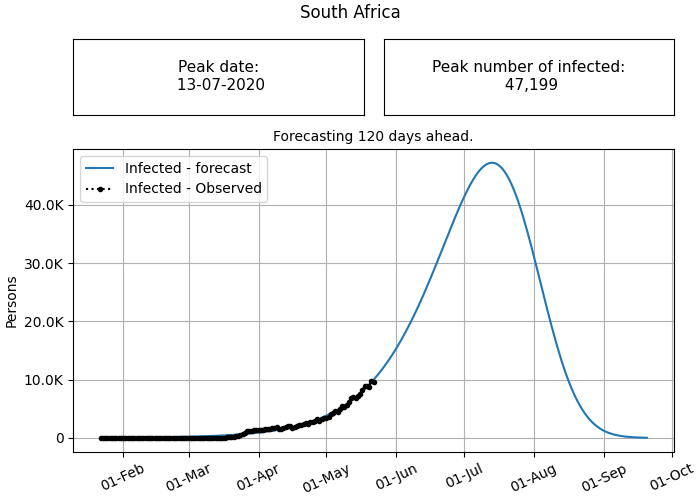 South Africa
Peak date:
13-07-2020
Peak number of infected:
47,199
Forecasting 120 days ahead.
Infected - forecast
Infected - Observed
Persons
40.0K
30.0K
20.0K
10.0K
0
01-Feb
01-Mar
01-Apr
01-May
01-Jun
01-Jul
01-Aug
01-Sep
01-Oct